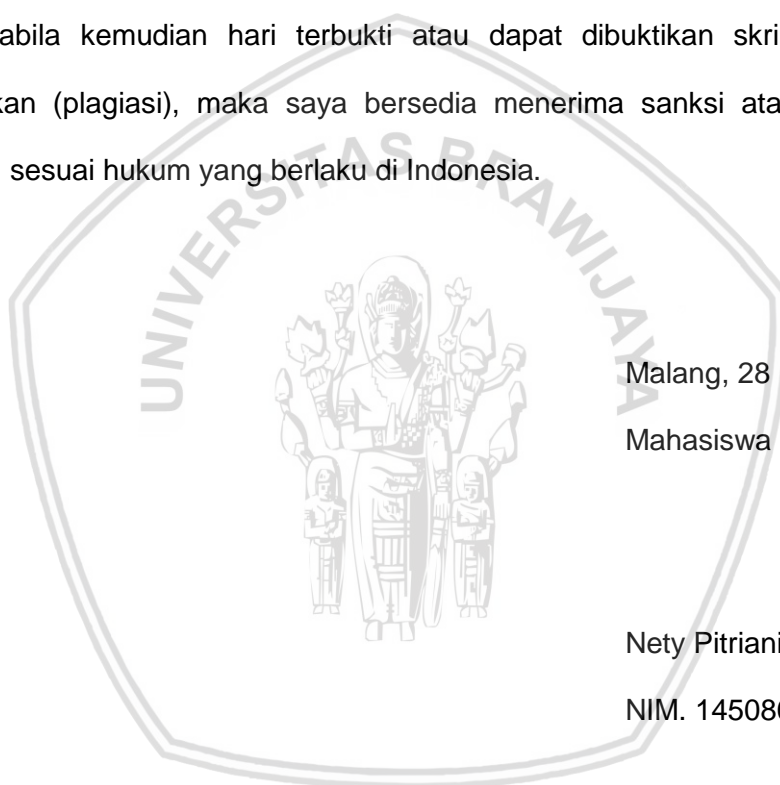 abila kemudian hari terbukti atau dapat dibuktikan skri
kan (plagiasi), maka saya bersedia menerima sanksi ata
sesuai hukum yang berlaku di Indonesia.
UNIVERSITAS BRAWIJAYA
Malang, 28
Mahasiswa
Nety Pitriani
NIM. 14508